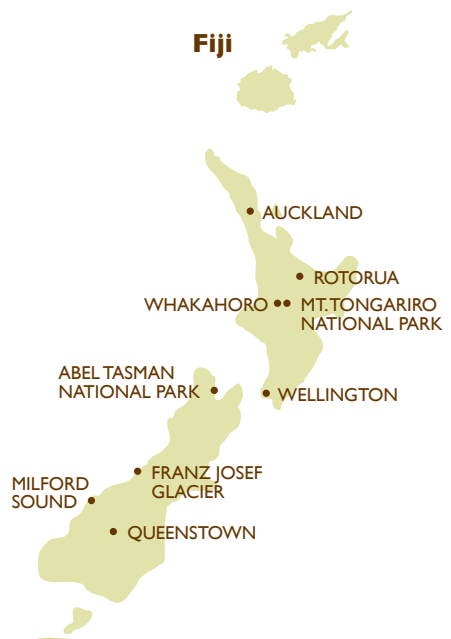 Fiji
AUCKLAND
ROTORUA
WHAKAHORO
MT. TONGARIRO
NATIONAL PARK
ABEL TASMAN
NATIONAL PARK
WELLINGTON
FRANZ JOSEF
GLACIER
MILFORD
SOUND
QUEENSTOWN